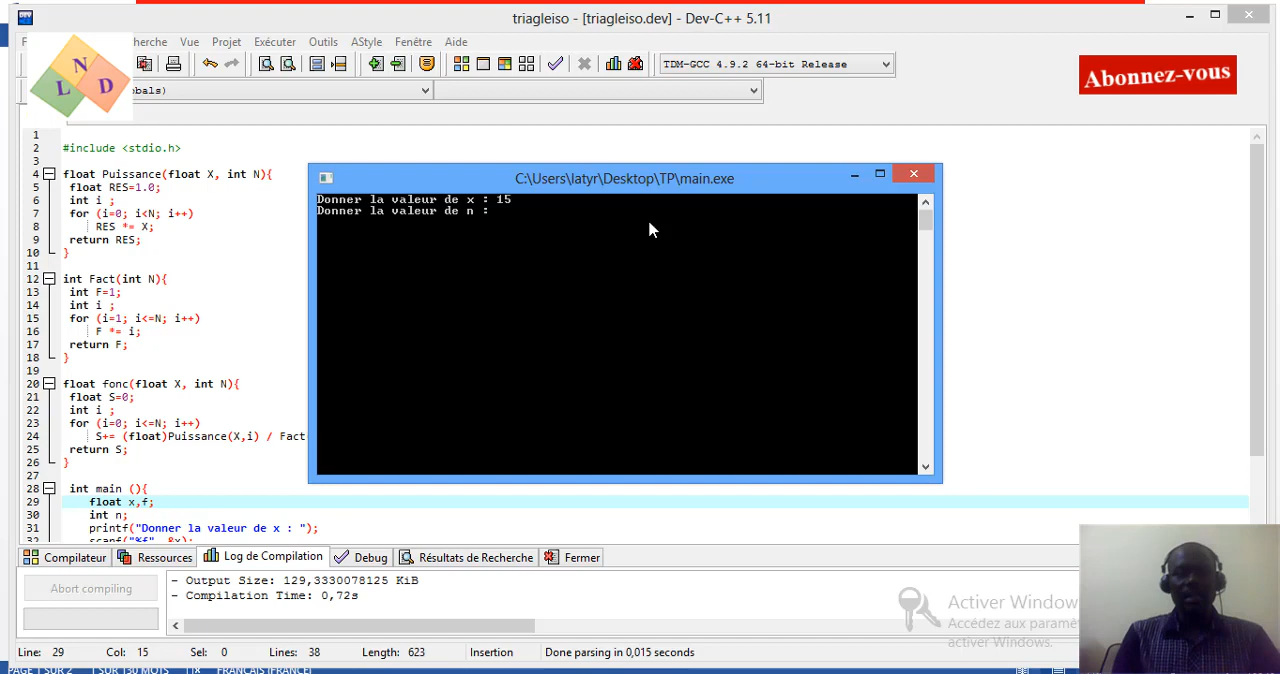 triagleiso - [triagleiso.dev] - Dev-C++ 5.11
Vue Projet Exécuter Outils AStyle Fenêtre Aide
N
L D
TDM-GCC 4.9.2 64-bit Release
Abonnez-vous
1
2 #include <stdio.h>
3
4 float Puissance(float X, int N){
5 float RES=1.0;
6 int i ;
7 for (i=0; i<N; i++)
8 RES *= X;
9 return RES;
10 }
11
12 int Fact(int N){
13 int F=1;
14 int i ;
15 for (i=1; i<=N; i++)
16 F *= i;
17 return F;
18 }
19
20 float fonc(float X, int N){
21 float S=0;
22 int i ;
23 for (i=0; i<=N; i++)
24 S+= (float)Puissance(X,i) / Fact
25 return S;
26 }
27
28 int main (){
29 float x,f;
30 int n;
31 printf("Donner la valeur de x : ");
32 scanf("%f", &x);
C:\Users\latyr\Desktop\TP\main.exe
Donner la valeur de x : 15
Donner la valeur de n :
Compilateur Ressources Log de Compilation Debug Résultats de Recherche Fermer
Abort compiling
- Output Size: 129,3330078125 KiB
- Compilation Time: 0,72s
Activer Window
Accédez aux paramè
activer Windows.
Line: 29 Col: 15 Sel: 0 Lines: 38 Length: 623 Insertion Done parsing in 0,015 seconds
PAGE 1 SUR 2 1 SUR 130 MOTS FRANÇAIS (FRANCE)